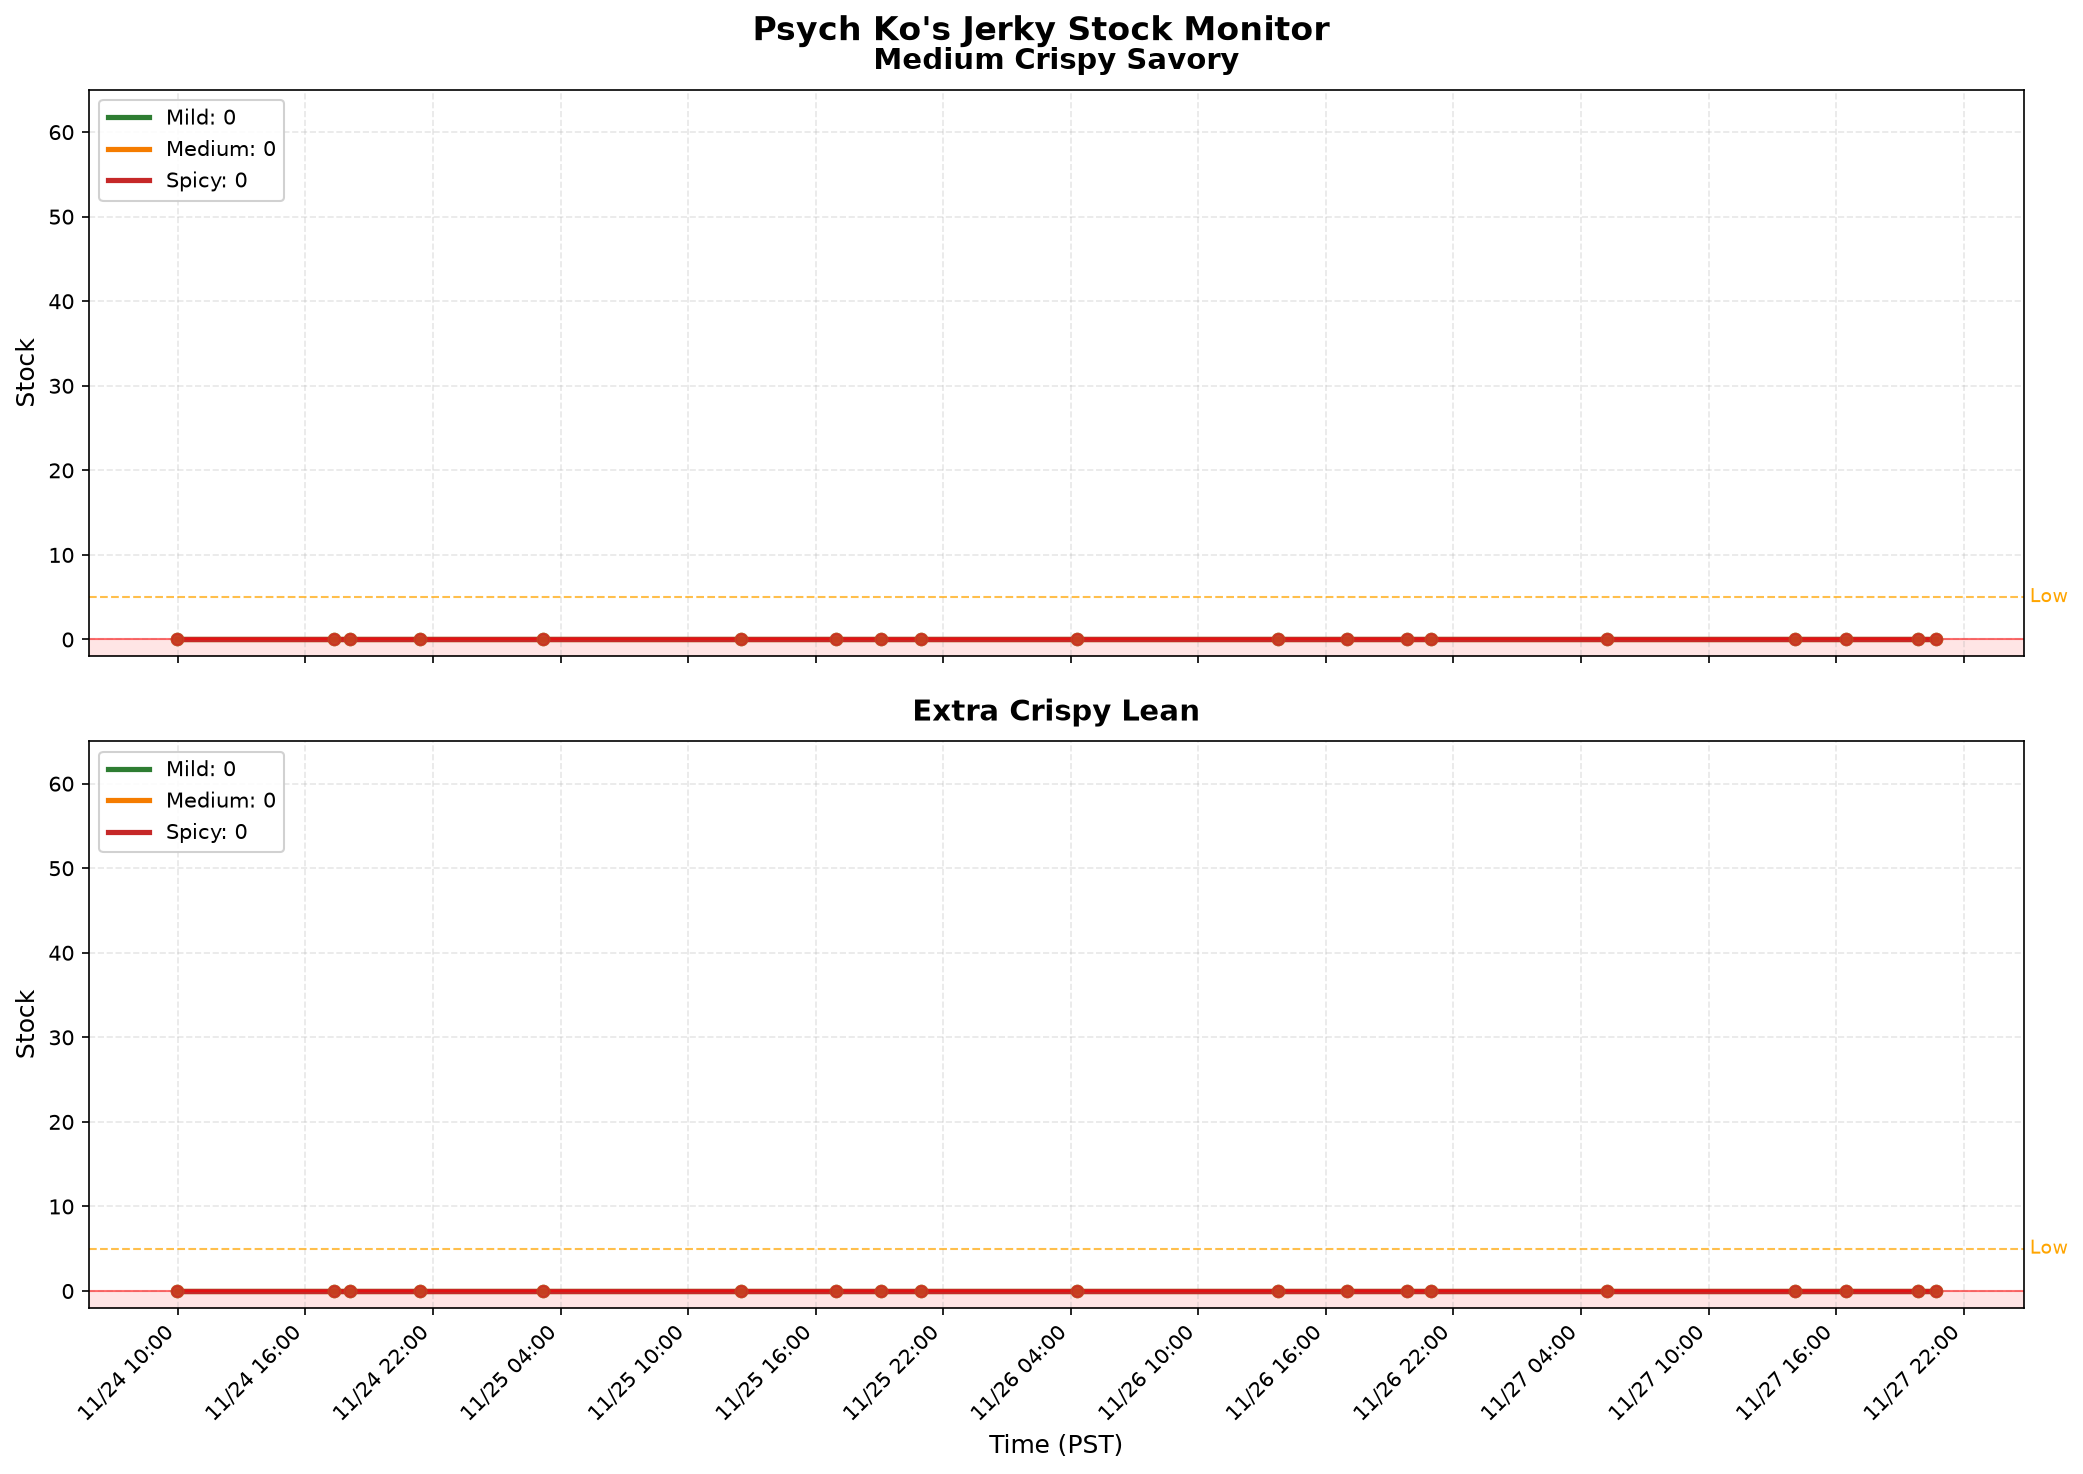 Psych Ko's Jerky Stock Monitor
Medium Crispy Savory
Mild: 0
Medium: 0
Spicy: 0
60
50
40
30
20
10
0
Stock
Low
Extra Crispy Lean
Mild: 0
Medium: 0
Spicy: 0
60
50
40
30
20
10
0
Stock
Low
11/24 10:00
11/24 16:00
11/24 22:00
11/25 04:00
11/25 10:00
11/25 16:00
11/25 22:00
11/26 04:00
11/26 10:00
11/26 16:00
11/26 22:00
11/27 04:00
11/27 10:00
11/27 16:00
11/27 22:00
Time (PST)